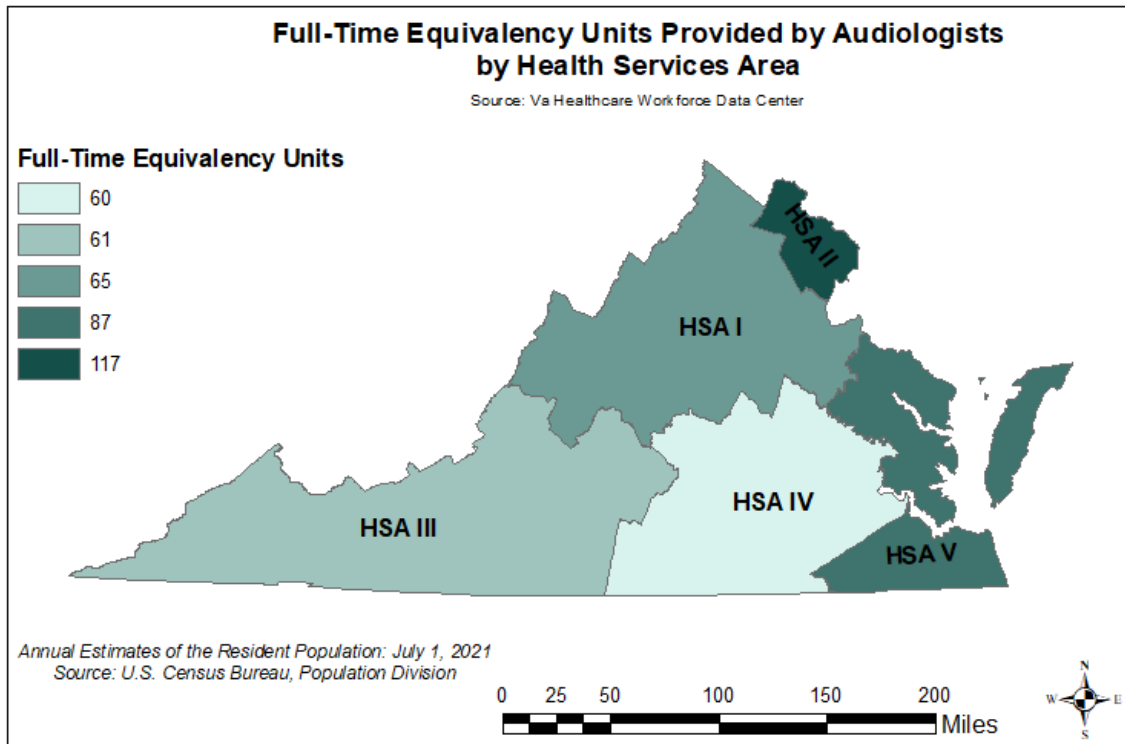 Full-Time Equivalency Units Provided by Audiologists
by Health Services Area
Source: Va Healthcare Workforce Data Center
Full-Time Equivalency Units
60
61
65
87
117
HSA II
HSA I
HSA IV
HSA III
HSA V
Annual Estimates of the Resident Population: July 1, 2021
Source: U.S. Census Bureau, Population Division
0 25 50 100 150 200
Miles
N
W E
S